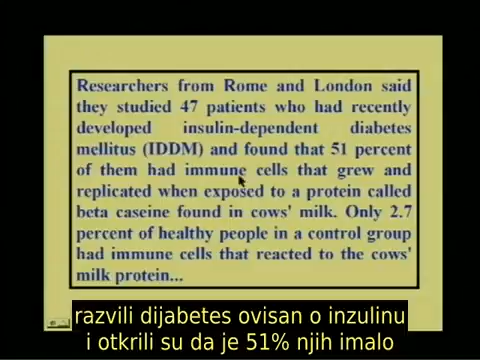 Researchers from Rome and London said
they studied 47 patients who had recently
developed insulin-dependent diabetes
mellitus (IDDM) and found that 51 percent
of them had immune cells that grew and
replicated when exposed to a protein called
beta caseine found in cows' milk. Only 2.7
percent of healthy people in a control group
had immune cells that reacted to the cows'
milk protein...
razvili dijabetes ovisan o inzulinu
i otkrili su da je 51% njih imalo